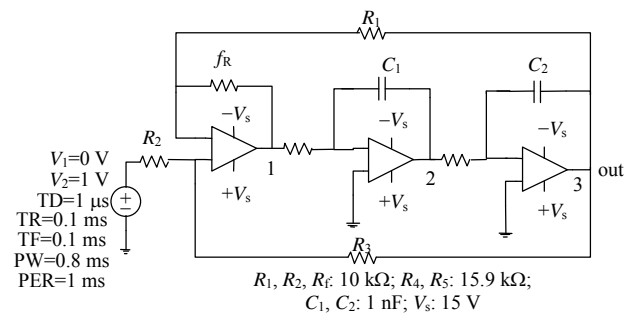 R₁
f_R
C₁
C₂
−Vₛ
−Vₛ
−Vₛ
R₂
1
2
3
out
+Vₛ
+Vₛ
+Vₛ
V₁=0 V
V₂=1 V
TD=1 μs
TR=0.1 ms
TF=0.1 ms
PW=0.8 ms
PER=1 ms
R₃
R₁, R₂, R_f: 10 kΩ; R₄, R₅: 15.9 kΩ;
C₁, C₂: 1 nF; Vₛ: 15 V